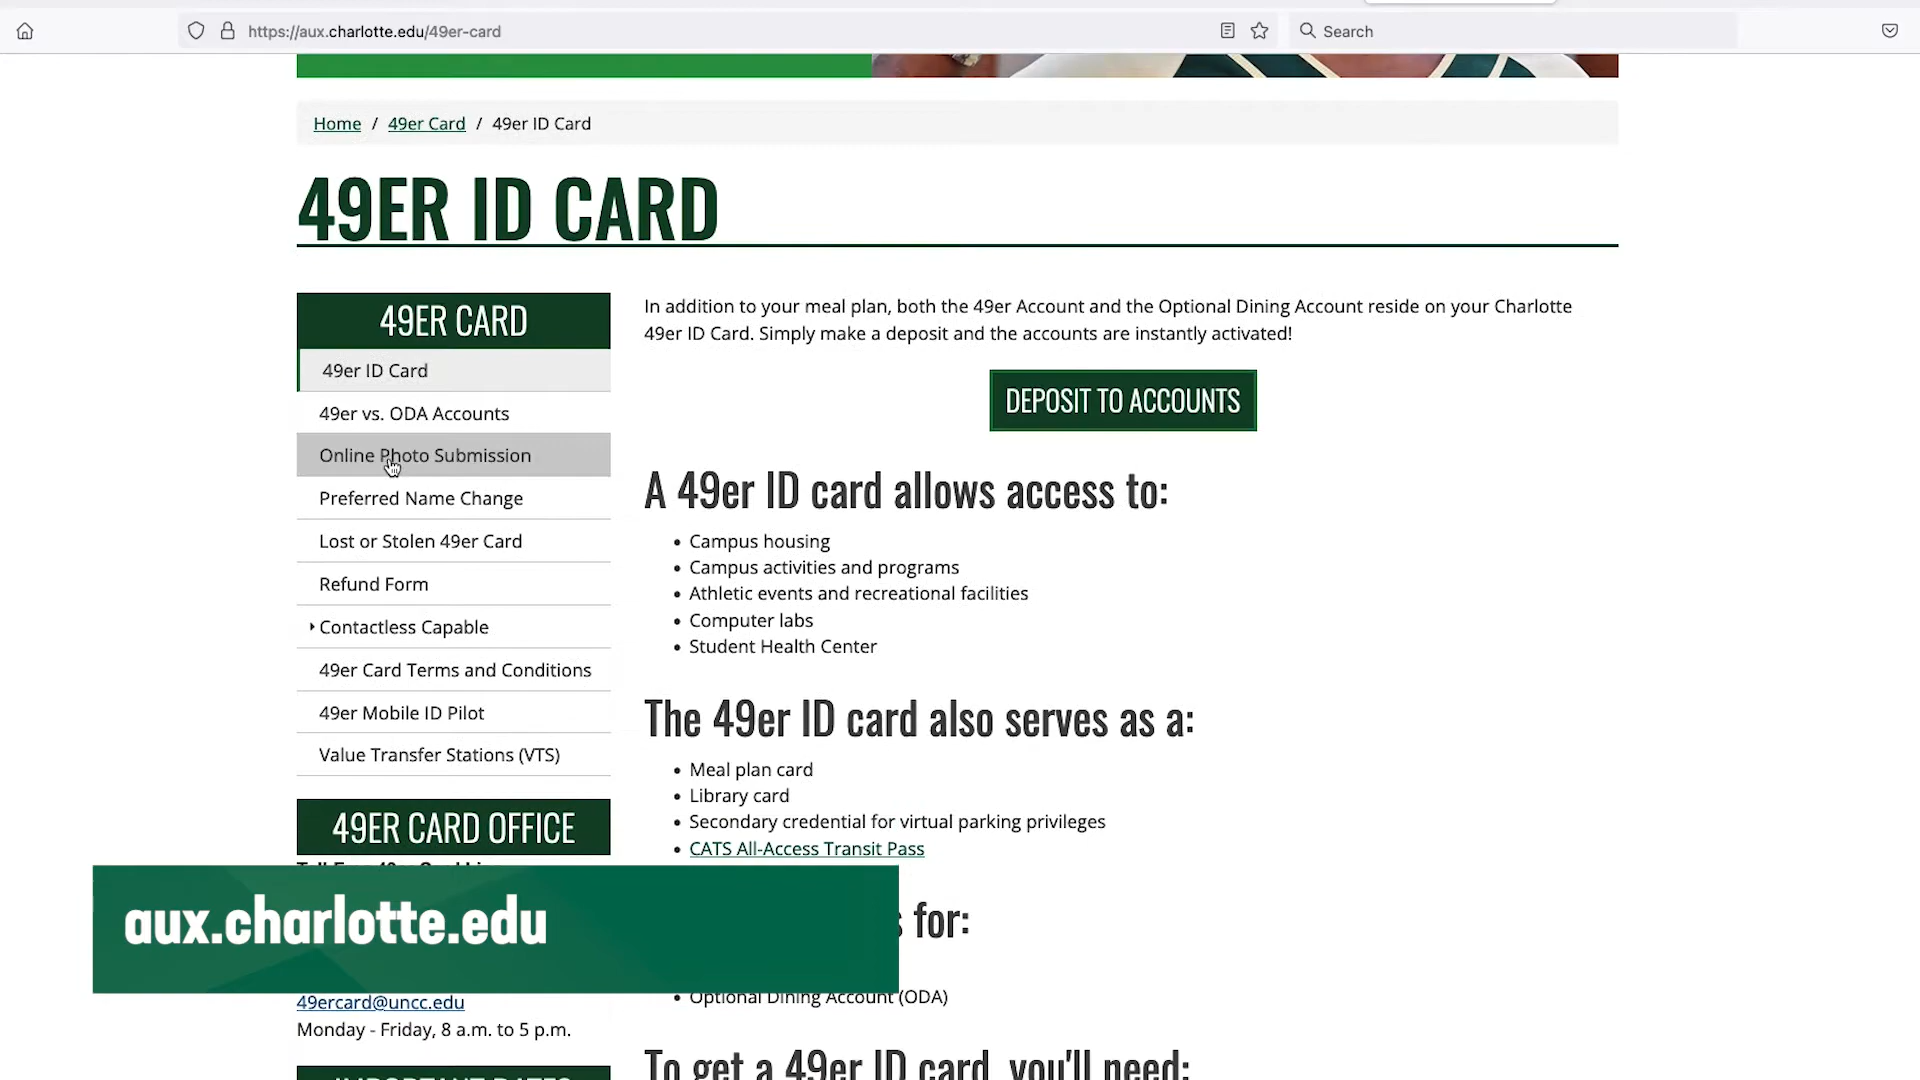 https://aux.charlotte.edu/49er-card
Search
Home / 49er Card / 49er ID Card
49ER ID CARD
49ER CARD
49er ID Card
49er vs. ODA Accounts
Online Photo Submission
Preferred Name Change
Lost or Stolen 49er Card
Refund Form
Contactless Capable
49er Card Terms and Conditions
49er Mobile ID Pilot
Value Transfer Stations (VTS)
49ER CARD OFFICE
aux.charlotte.edu
49ercard@uncc.edu
Monday - Friday, 8 a.m. to 5 p.m.
In addition to your meal plan, both the 49er Account and the Optional Dining Account reside on your Charlotte
49er ID Card. Simply make a deposit and the accounts are instantly activated!
DEPOSIT TO ACCOUNTS
A 49er ID card allows access to:
• Campus housing
• Campus activities and programs
• Athletic events and recreational facilities
• Computer labs
• Student Health Center
The 49er ID card also serves as a:
• Meal plan card
• Library card
• Secondary credential for virtual parking privileges
• CATS All-Access Transit Pass
for:
• Optional Dining Account (ODA)
To get a 49er ID card, you'll need: